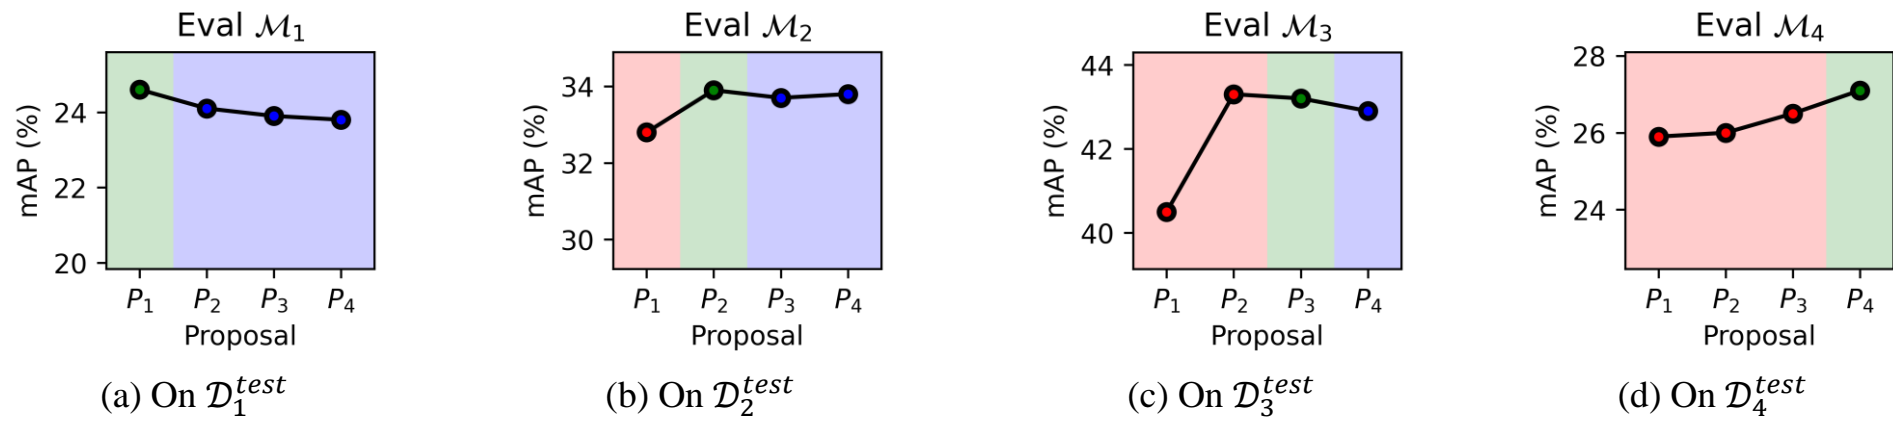 Eval ℳ₁
24
22
20
mAP (%)
P₁ P₂ P₃ P₄
Proposal
(a) On 𝒟₁ᵗᵉˢᵗ
Eval ℳ₂
34
32
30
mAP (%)
P₁ P₂ P₃ P₄
Proposal
(b) On 𝒟₂ᵗᵉˢᵗ
Eval ℳ₃
44
42
40
mAP (%)
P₁ P₂ P₃ P₄
Proposal
(c) On 𝒟₃ᵗᵉˢᵗ
Eval ℳ₄
28
26
24
mAP (%)
P₁ P₂ P₃ P₄
Proposal
(d) On 𝒟₄ᵗᵉˢᵗ